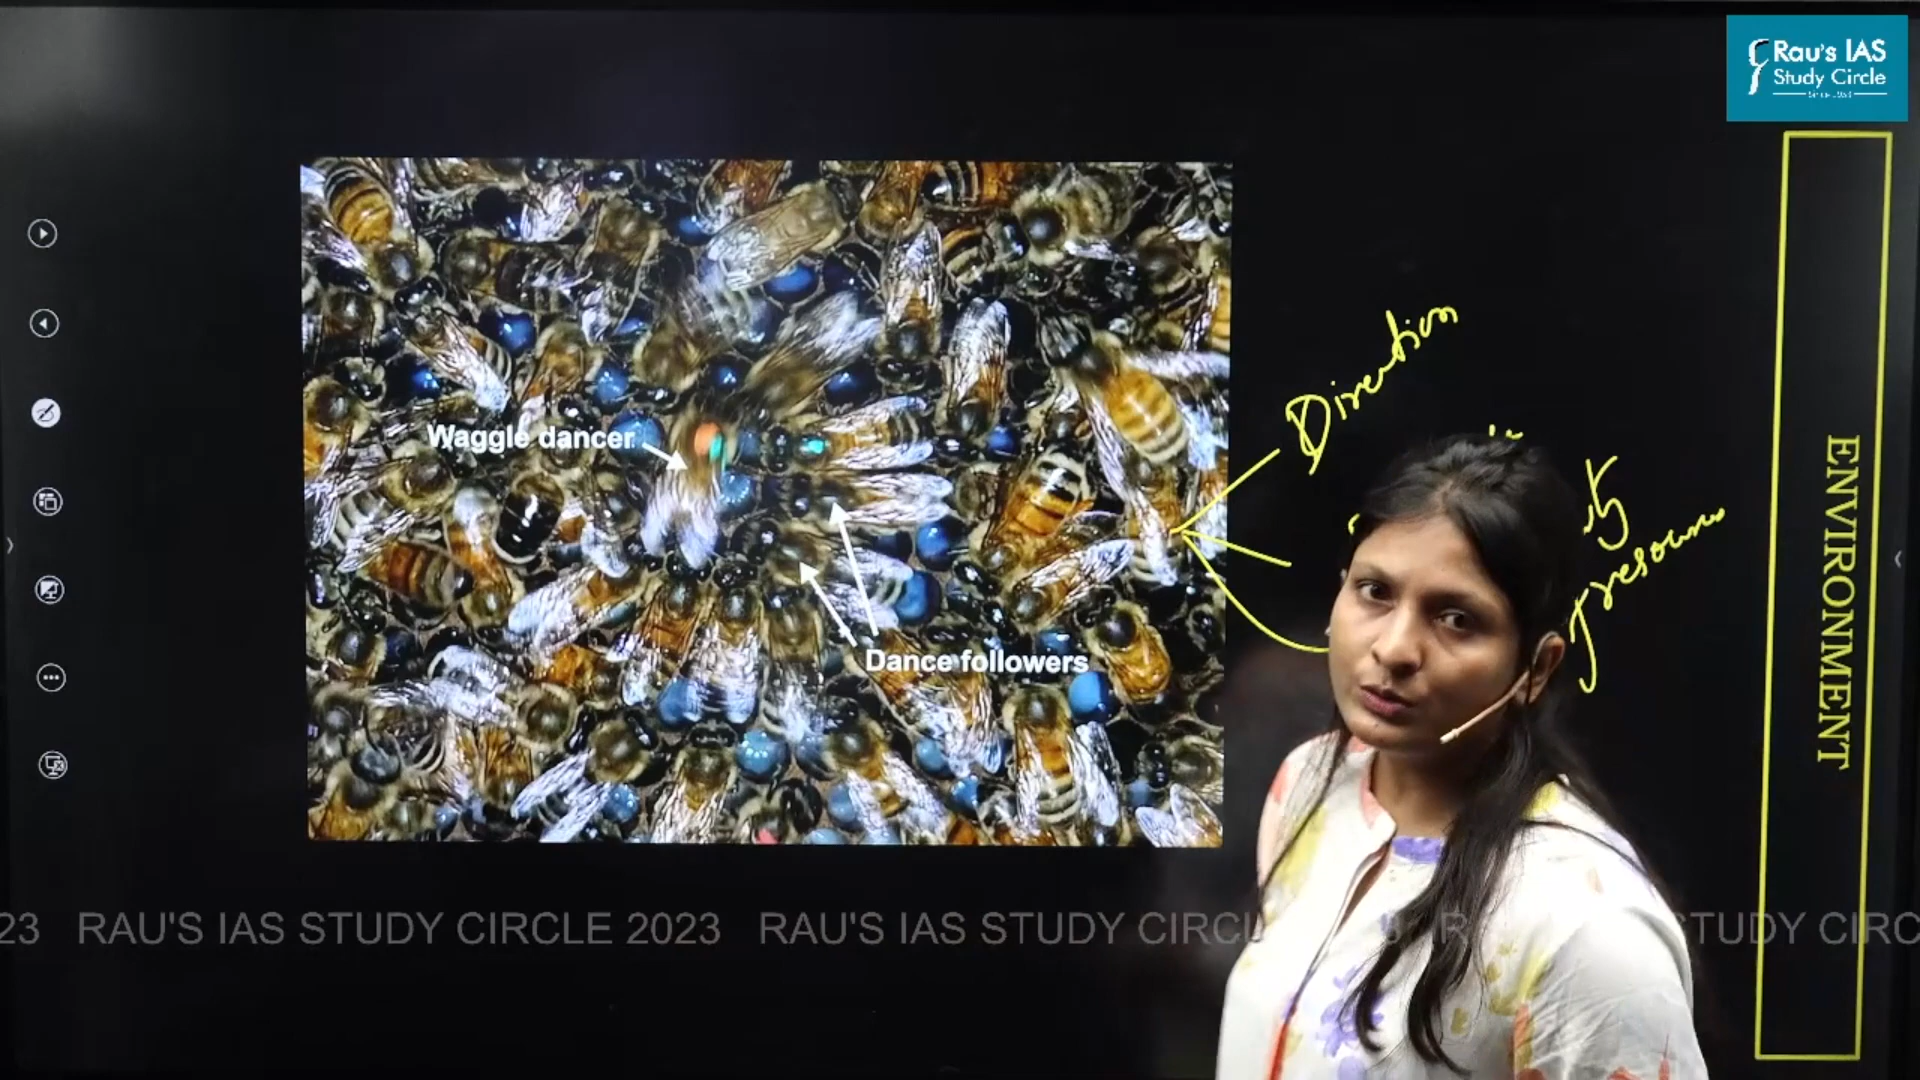 Rau's IAS
Study Circle
Direction
Waggle dancer
resource
Dance followers
ENVIRONMENT
23 RAU'S IAS STUDY CIRCLE 2023 RAU'S IAS STUDY CIRCL TUDY CIRC